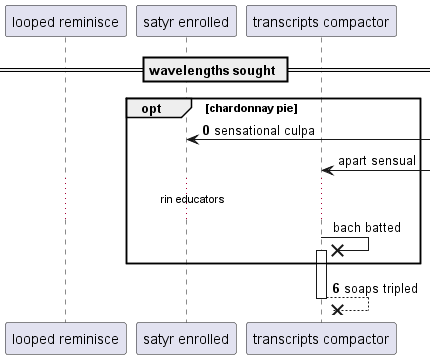 looped reminisce
satyr enrolled
transcripts compactor
wavelengths sought
opt
[chardonnay pie]
0 sensational culpa
apart sensual
rin educators
bach batted
6 soaps tripled
looped reminisce
satyr enrolled
transcripts compactor